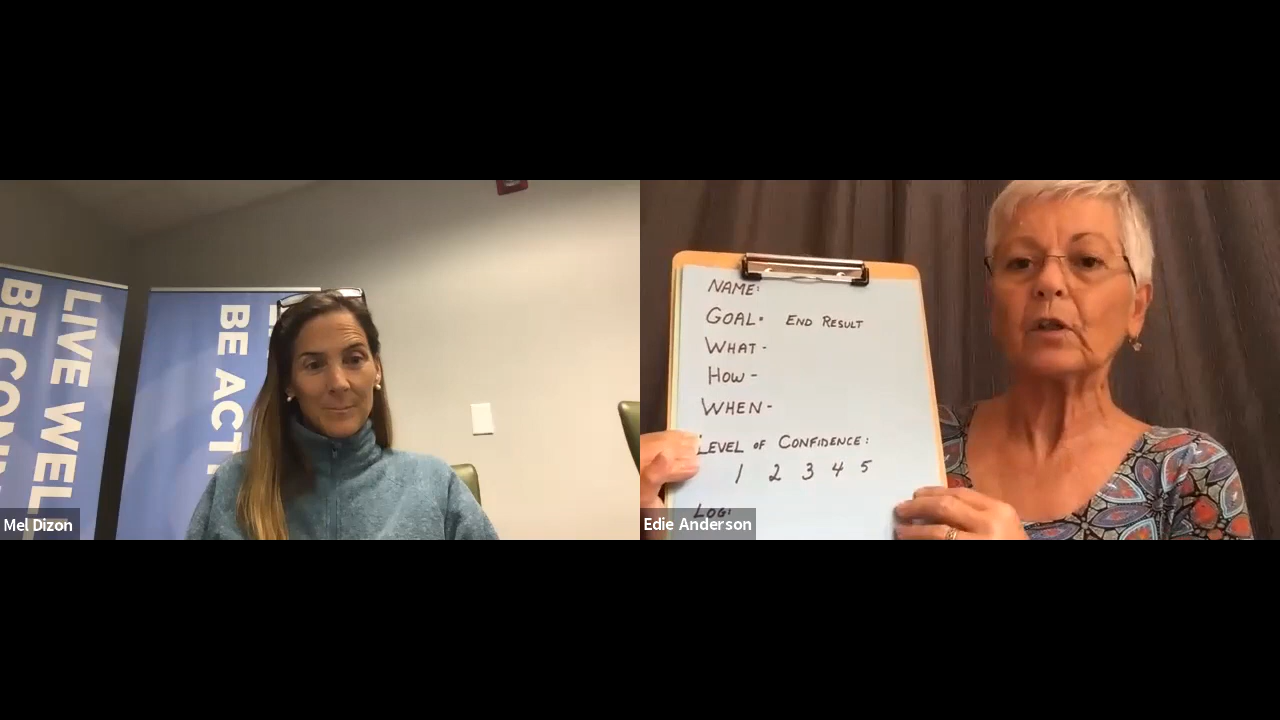 LIVE WEL
BE CON
BE ACT
Mel Dizon
NAME:
GOAL- END RESULT
WHAT-
HOW-
WHEN-
LEVEL OF CONFIDENCE:
1 2 3 4 5
LOG:
Edie Anderson